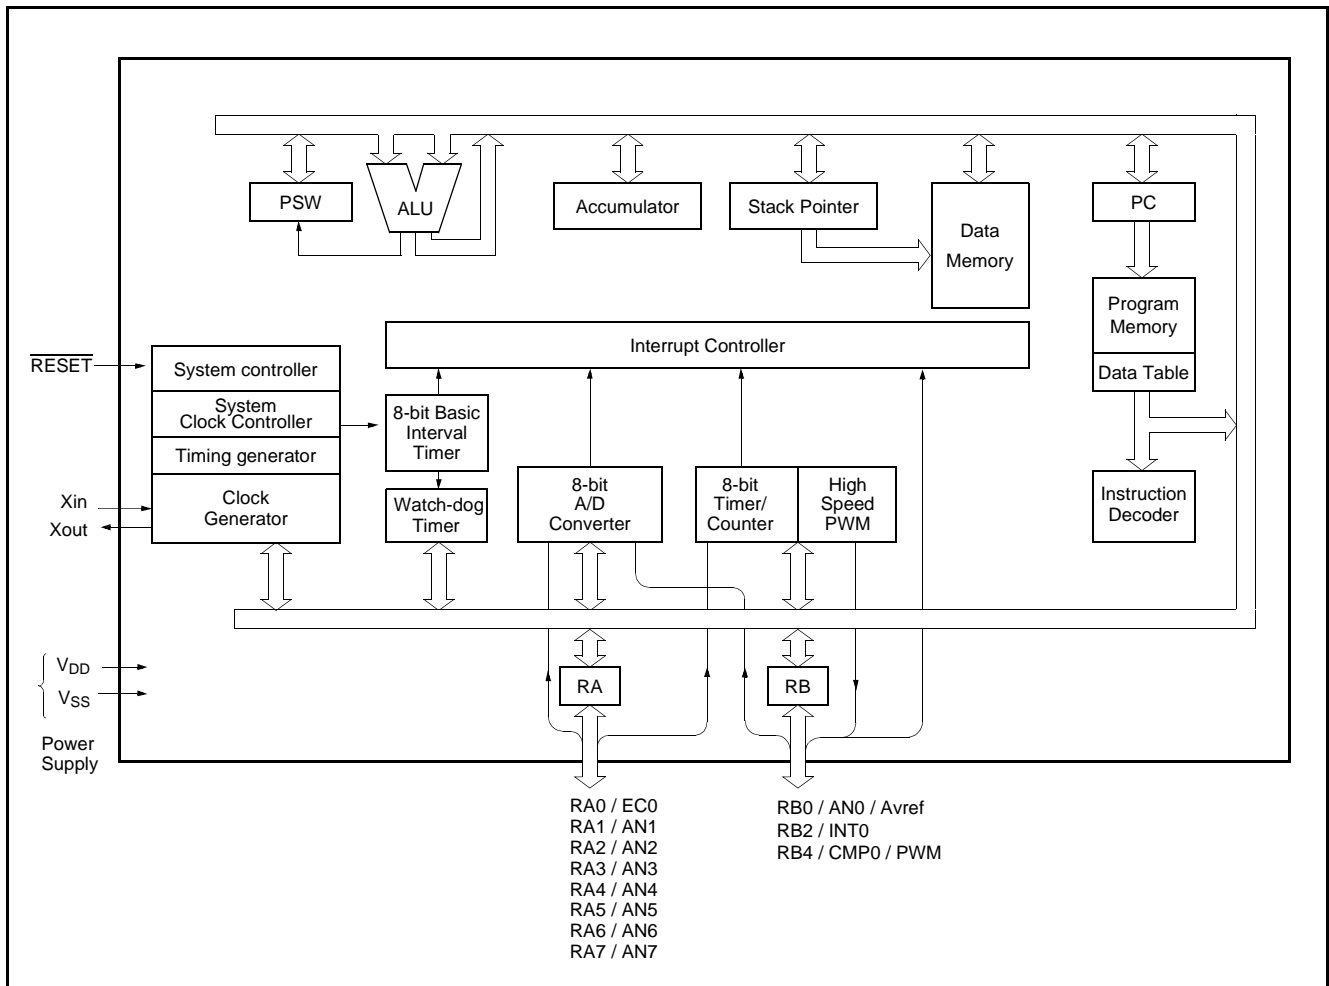 PSW
ALU
Accumulator
Stack Pointer
Data
Memory
PC
Program
Memory
Data Table
Instruction
Decoder
Interrupt Controller
RESET
System controller
System
Clock Controller
Timing generator
Clock
Generator
Xin
Xout
8-bit Basic
Interval
Timer
Watch-dog
Timer
8-bit
A/D
Converter
8-bit
Timer/
Counter
High
Speed
PWM
VDD
VSS
Power
Supply
RA
RB
RA0 / EC0
RA1 / AN1
RA2 / AN2
RA3 / AN3
RA4 / AN4
RA5 / AN5
RA6 / AN6
RA7 / AN7
RB0 / AN0 / Avref
RB2 / INT0
RB4 / CMP0 / PWM